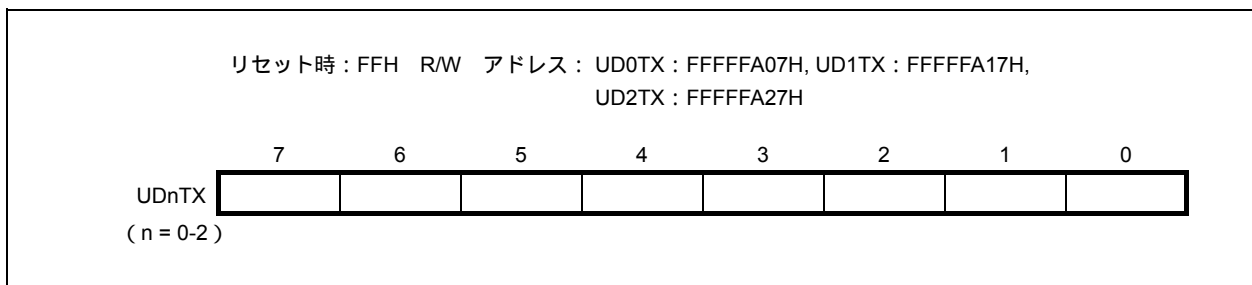 リセット時：FFH R/W アドレス： UD0TX：FFFFFA07H, UD1TX：FFFFFA17H,
UD2TX：FFFFFA27H
7 6 5 4 3 2 1 0
UDnTX
（n = 0-2）